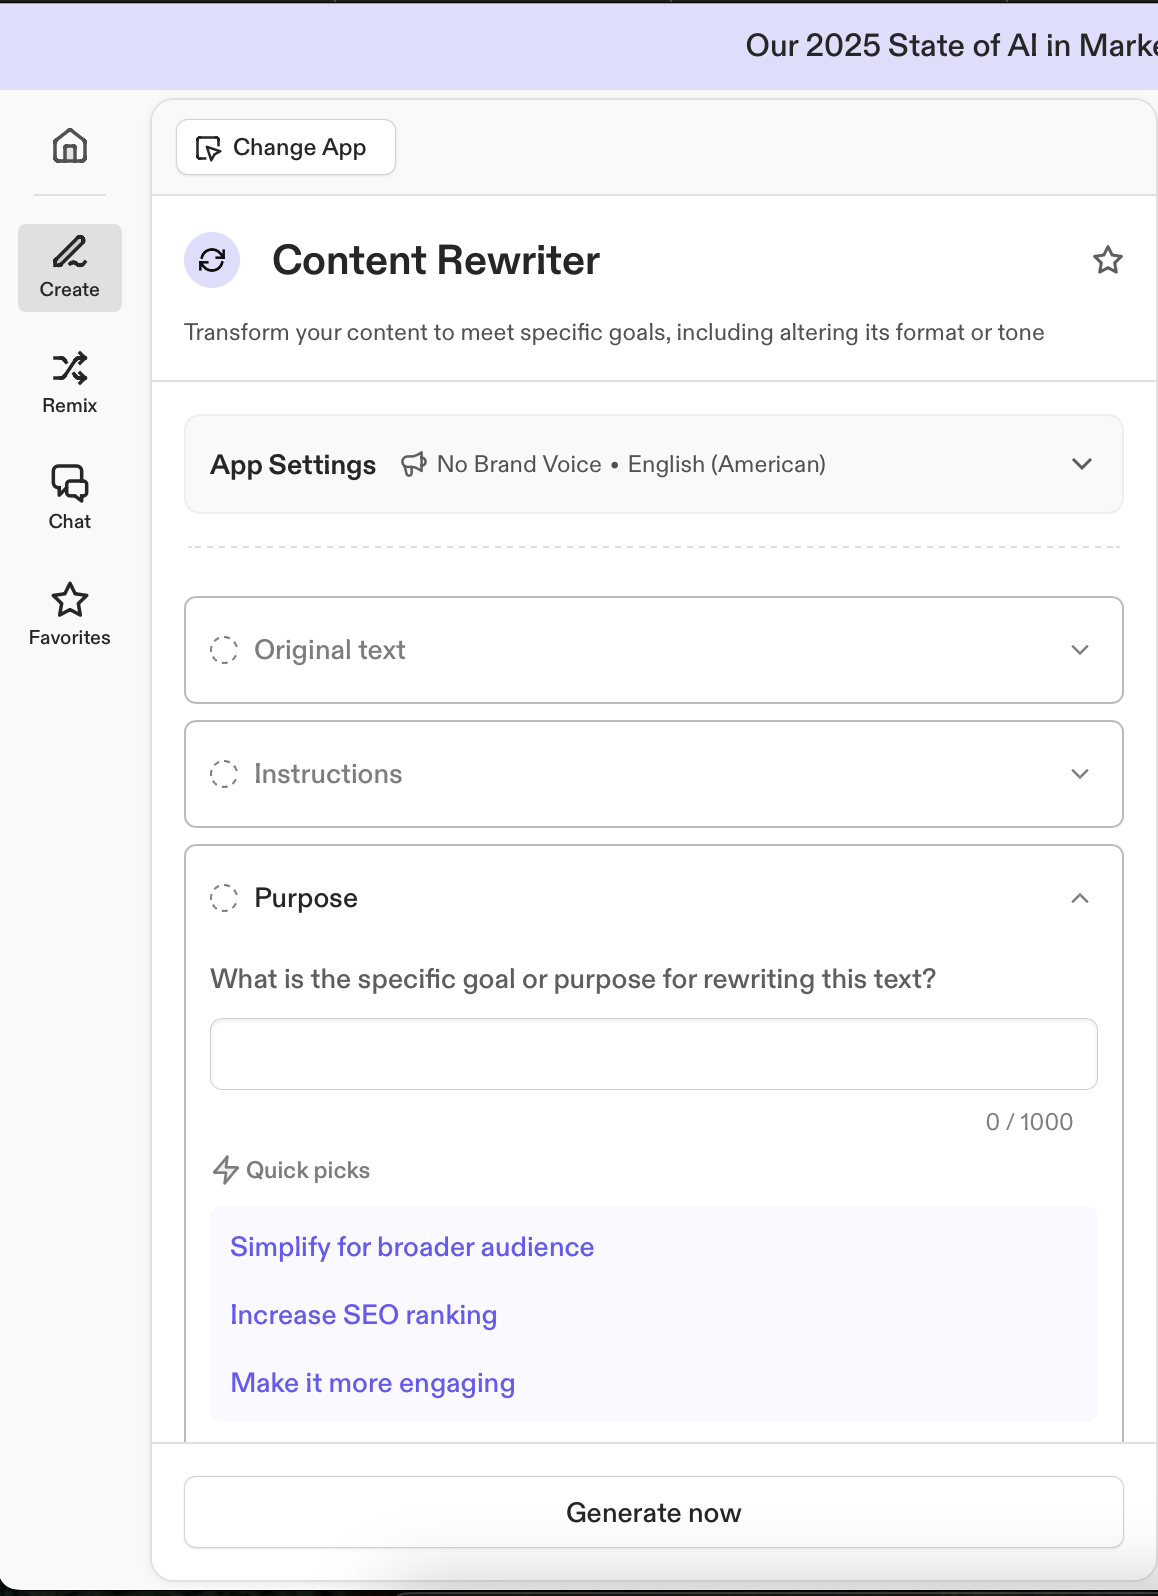 Our 2025 State of AI in Marke
Change App
Content Rewriter
Transform your content to meet specific goals, including altering its format or tone
Create
Remix
Chat
Favorites
App Settings No Brand Voice • English (American)
Original text
Instructions
Purpose
What is the specific goal or purpose for rewriting this text?
0 / 1000
Quick picks
Simplify for broader audience
Increase SEO ranking
Make it more engaging
Generate now